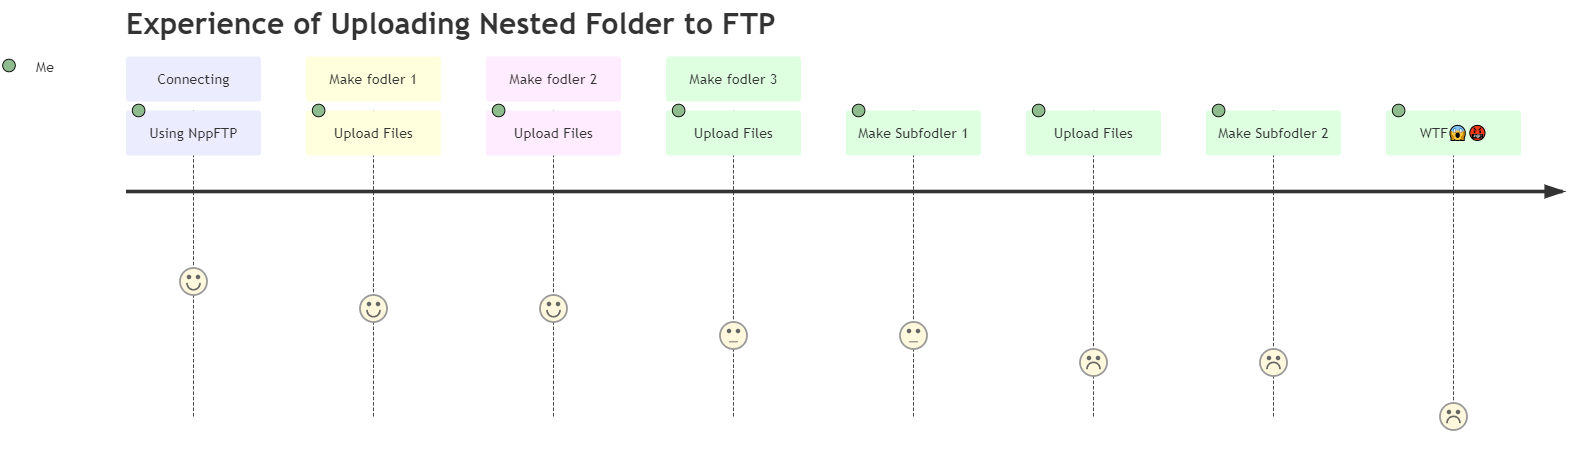 Experience of Uploading Nested Folder to FTP
Me
Connecting
Make fodler 1
Make fodler 2
Make fodler 3
Using NppFTP
Upload Files
Upload Files
Upload Files
Make Subfodler 1
Upload Files
Make Subfodler 2
WTF😱🤬